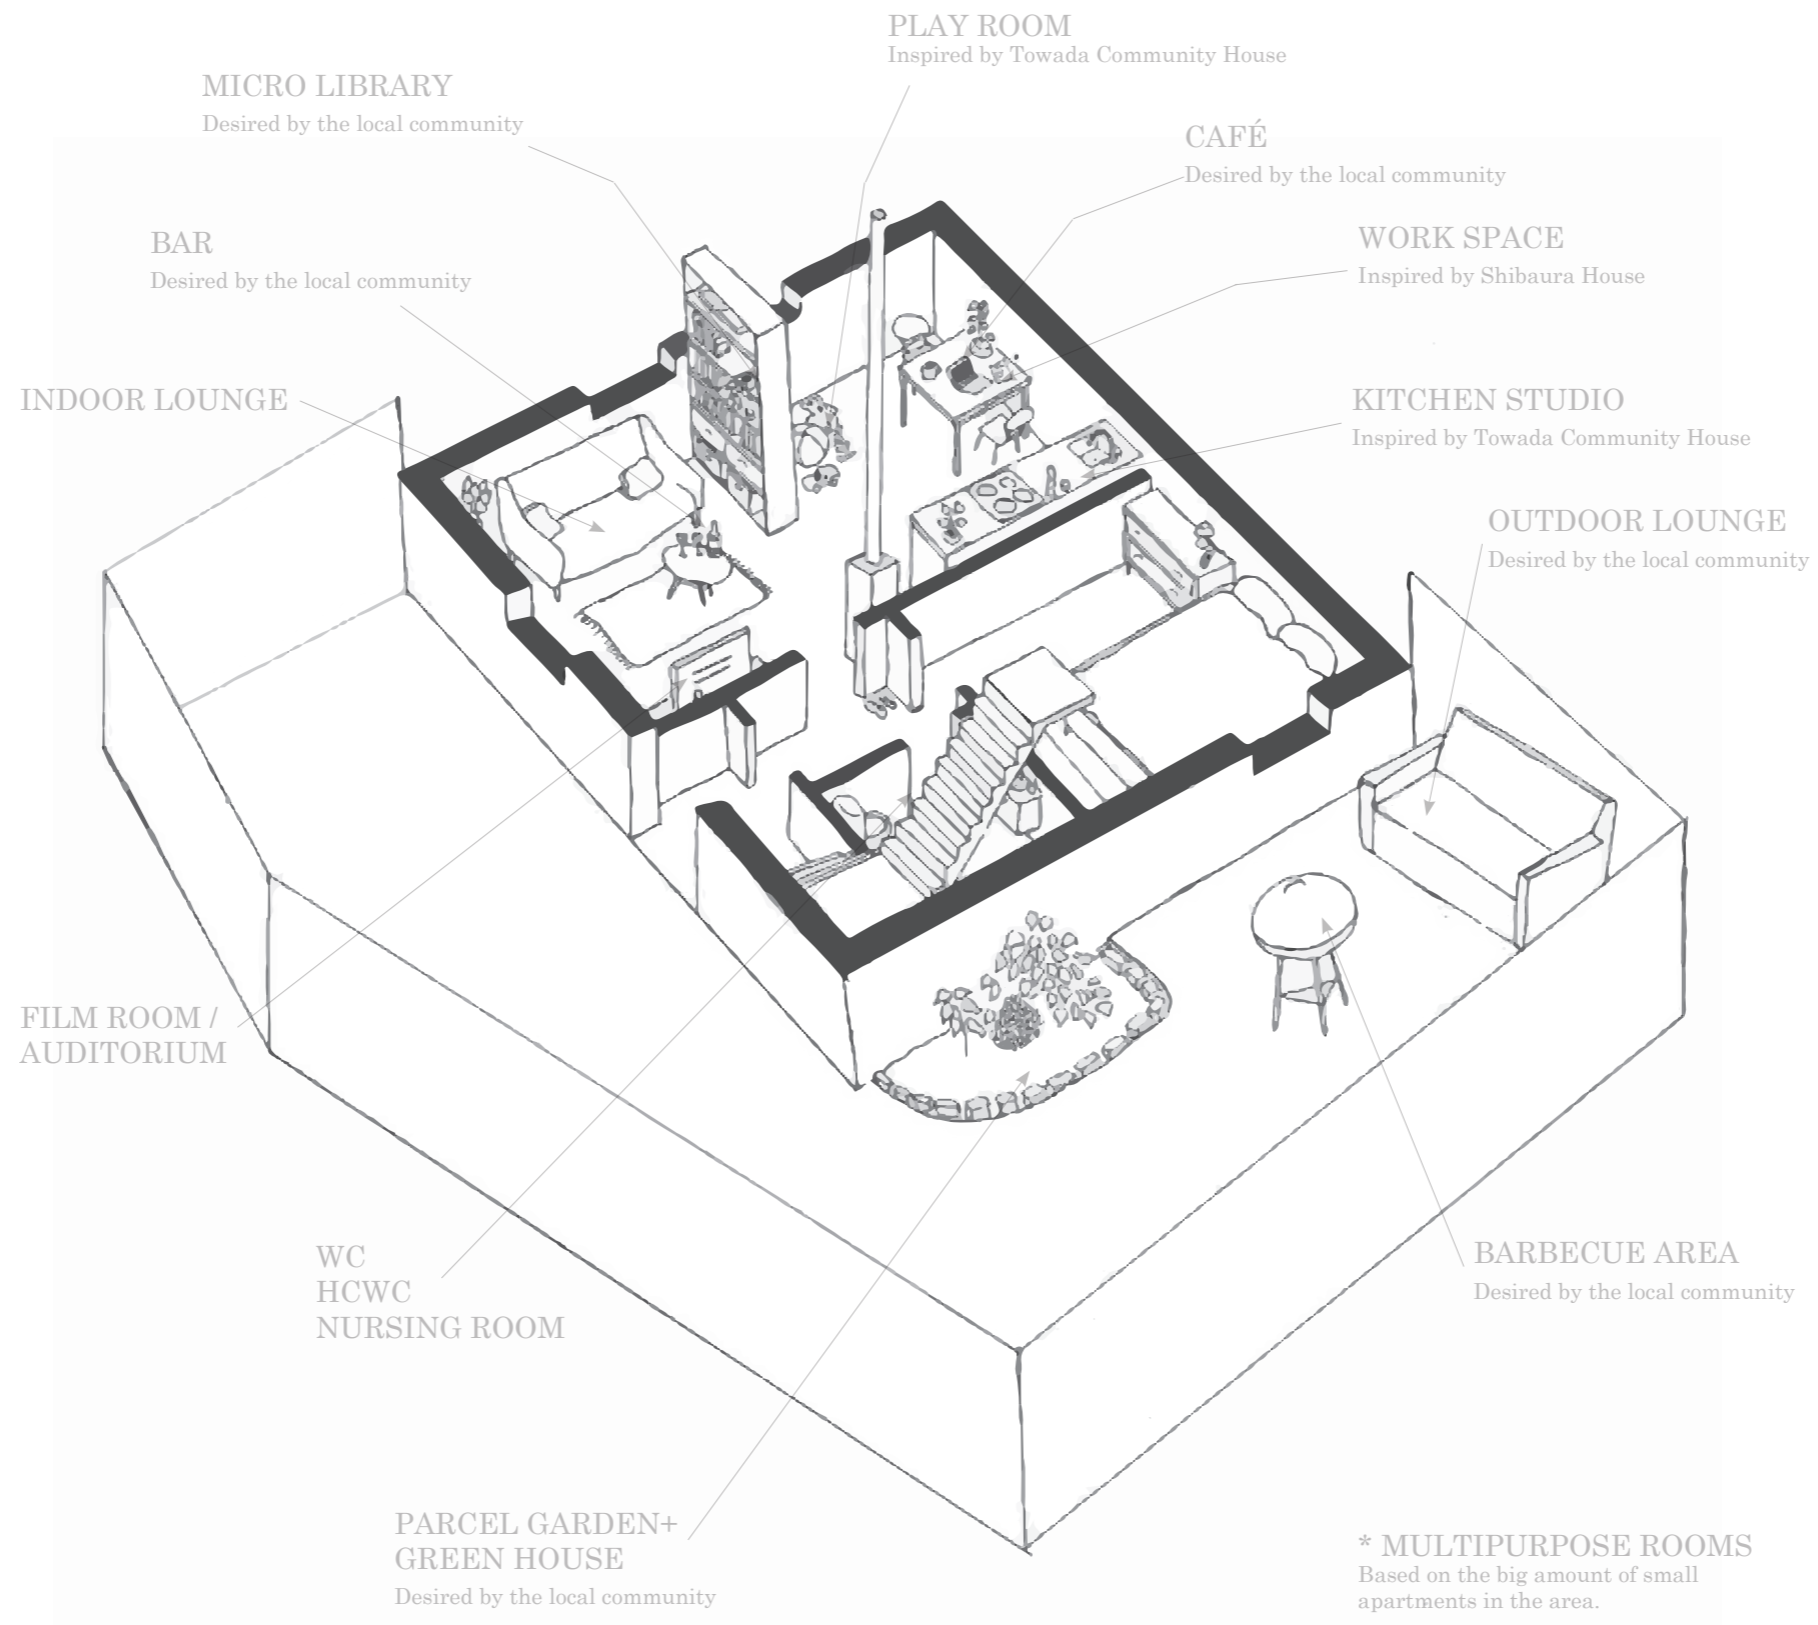 PLAY ROOM
Inspired by Towada Community House
MICRO LIBRARY
Desired by the local community
CAFÉ
Desired by the local community
BAR
Desired by the local community
WORK SPACE
Inspired by Shibaura House
INDOOR LOUNGE
KITCHEN STUDIO
Inspired by Towada Community House
OUTDOOR LOUNGE
Desired by the local community
FILM ROOM /
AUDITORIUM
WC
HCWC
NURSING ROOM
BARBECUE AREA
Desired by the local community
PARCEL GARDEN+
GREEN HOUSE
Desired by the local community
* MULTIPURPOSE ROOMS
Based on the big amount of small
apartments in the area.